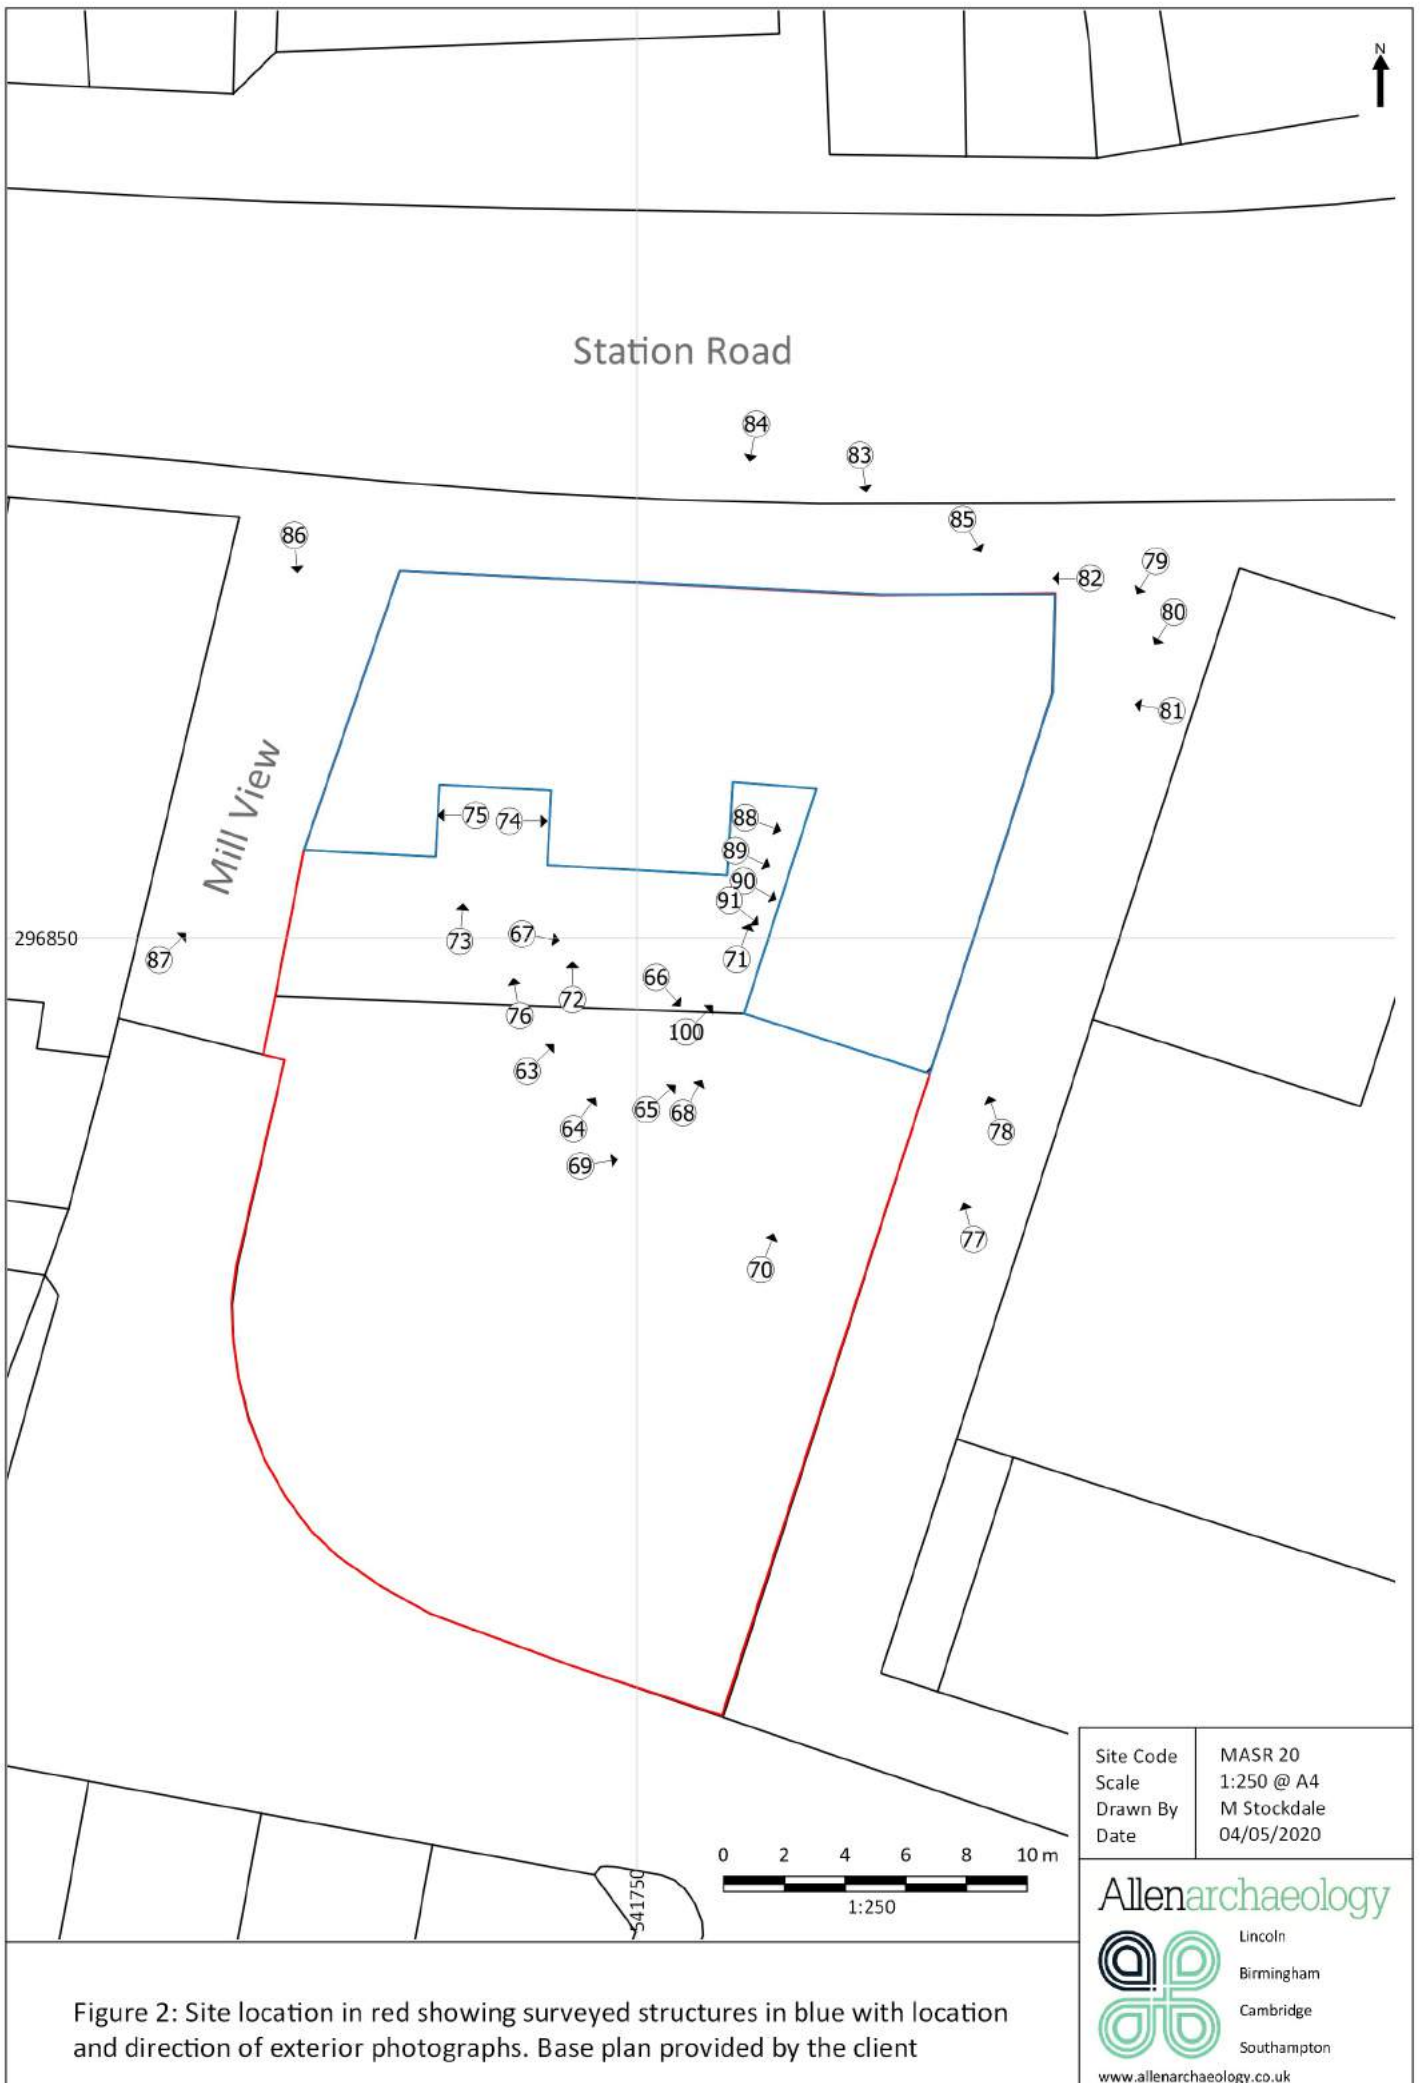 N
Station Road
84
83
85
86
79
82
80
81
Mill View
75
74
88
89
90
91
296850
87
73
67
71
66
72
76
100
63
65
68
64
78
69
77
70
Site Code MASR 20
Scale 1:250 @ A4
Drawn By M Stockdale
Date 04/05/2020
0 2 4 6 8 10 m
1:250
541750
Allenarchaeology
Lincoln
Birmingham
Cambridge
Southampton
www.allenarchaeology.co.uk
Figure 2: Site location in red showing surveyed structures in blue with location
and direction of exterior photographs. Base plan provided by the client